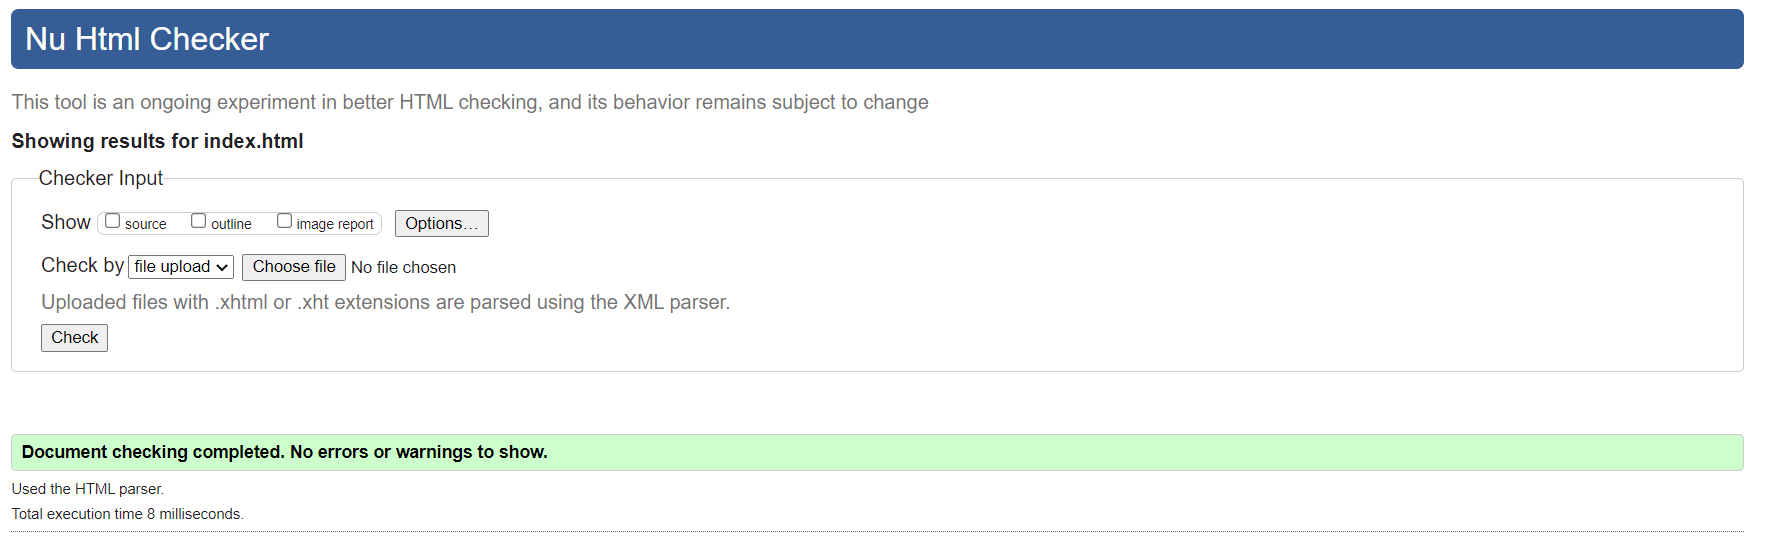 Nu Html Checker
This tool is an ongoing experiment in better HTML checking, and its behavior remains subject to change
Showing results for index.html
Checker Input
Show source outline image report Options…
Check by file upload Choose file No file chosen
Uploaded files with .xhtml or .xht extensions are parsed using the XML parser.
Check
Document checking completed. No errors or warnings to show.
Used the HTML parser.
Total execution time 8 milliseconds.